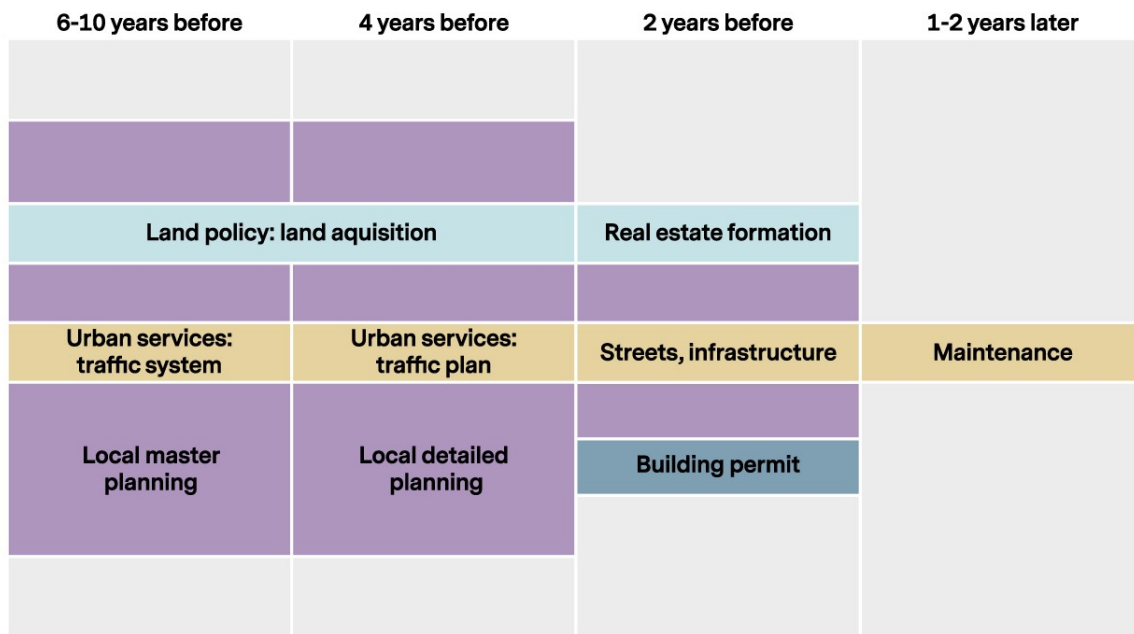 6-10 years before
4 years before
2 years before
1-2 years later
Land policy: land aquisition
Real estate formation
Urban services:
traffic system
Urban services:
traffic plan
Streets, infrastructure
Maintenance
Local master
planning
Local detailed
planning
Building permit